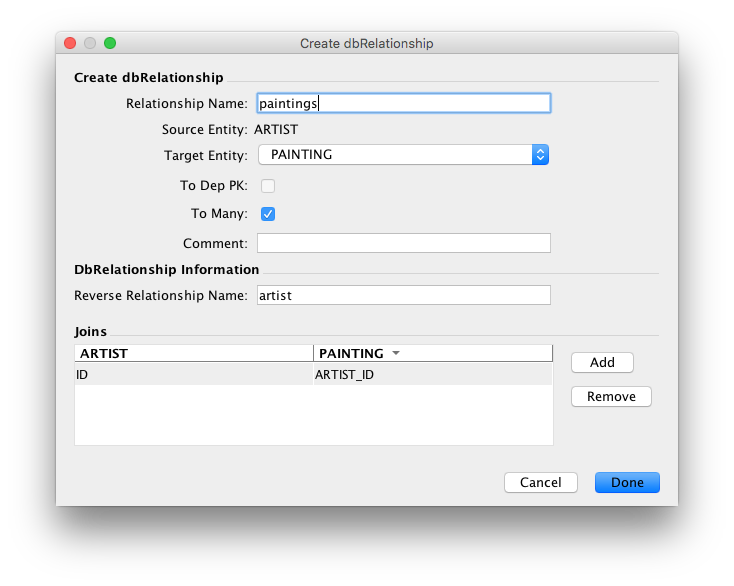 Create dbRelationship
Create dbRelationship
Relationship Name: paintings
Source Entity: ARTIST
Target Entity: PAINTING
To Dep PK:
To Many:
Comment:
DbRelationship Information
Reverse Relationship Name: artist
Joins
ARTIST PAINTING
ID ARTIST_ID
Add
Remove
Cancel Done